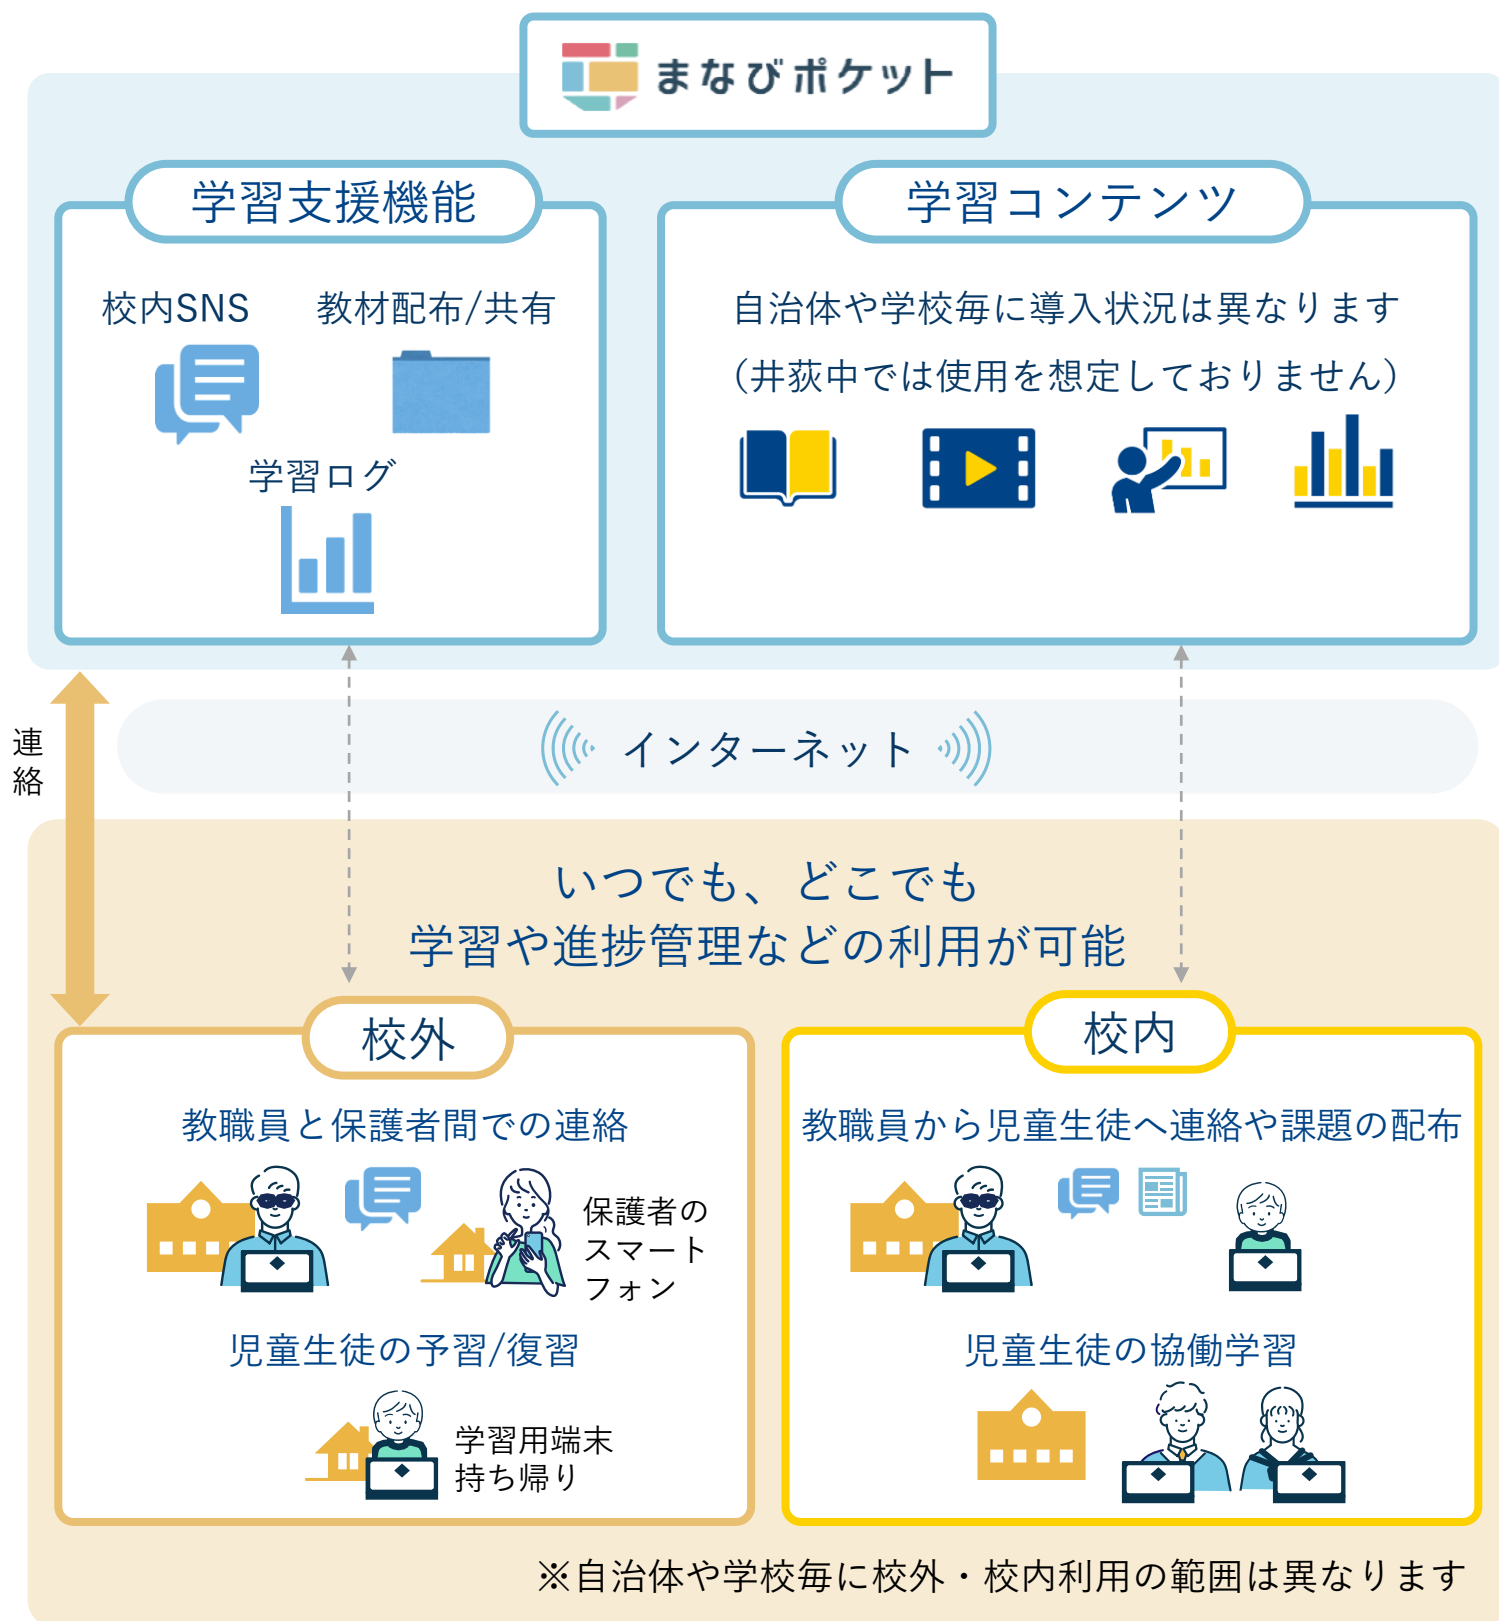 まなびポケット
学習支援機能
校内SNS
教材配布/共有
学習ログ
学習コンテンツ
自治体や学校毎に導入状況は異なります
（井荻中では使用を想定しておりません）
連絡
インターネット
いつでも、どこでも
学習や進捗管理などの利用が可能
校外
教職員と保護者間での連絡
保護者の
スマート
フォン
児童生徒の予習/復習
学習用端末
持ち帰り
校内
教職員から児童生徒へ連絡や課題の配布
児童生徒の協働学習
※自治体や学校毎に校外・校内利用の範囲は異なります